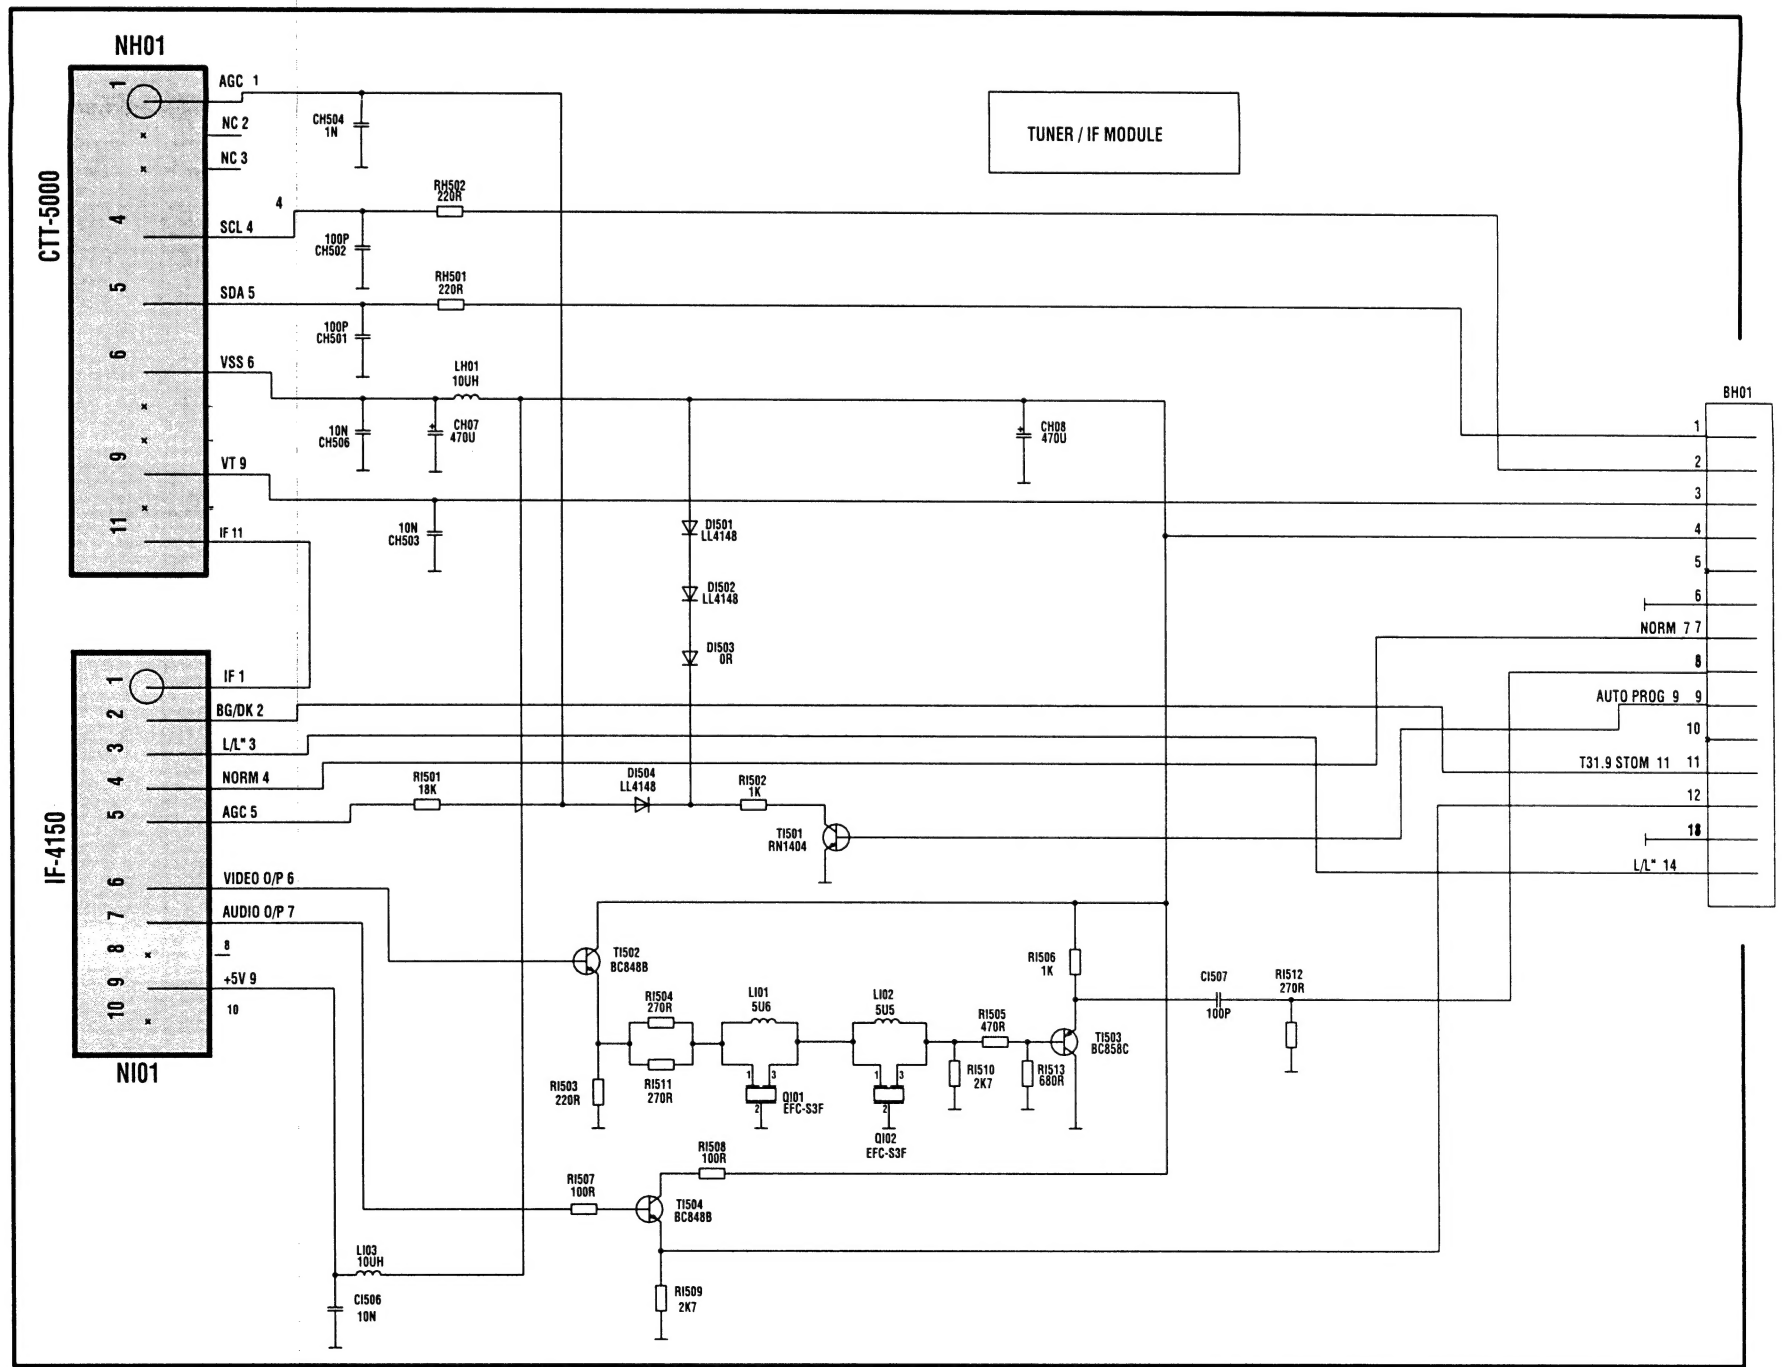 NH01
CTT-5000
1
AGC 1
NC 2
NC 3
4
SCL 4
4
5
SDA 5
6
VSS 6
9
VT 9
11
IF 11
CH504
1N
RH502
220R
100P
CH502
RH501
220R
100P
CH501
LH01
10UH
10N
CH506
CH07
470U
CH08
470U
10N
CH503
TUNER / IF MODULE
DI501
LL4148
DI502
LL4148
DI503
0R
BH01
1
2
3
4
5
6
NORM 7 7
8
AUTO PROG 9 9
10
T31.9 STOM 11 11
12
L/L" 14
IF-4150
1
IF 1
2
BG/DK 2
3
L/L" 3
4
NORM 4
5
AGC 5
6
VIDEO O/P 6
7
AUDIO O/P 7
8
8
9
+5V 9
10
10
NI01
RI501
18K
DI504
LL4148
RI502
1K
TI501
RN1404
TI502
BC848B
RI504
270R
LI01
5U6
LI02
5U5
RI505
470R
RI506
1K
CI507
100P
RI512
270R
TI503
BC858C
RI503
220R
RI511
270R
1
3
2
QI01
EFC-S3F
1
3
2
QI02
EFC-S3F
RI510
2K7
RI513
680R
RI508
100R
RI507
100R
TI504
BC848B
LI03
10UH
CI506
10N
RI509
2K7